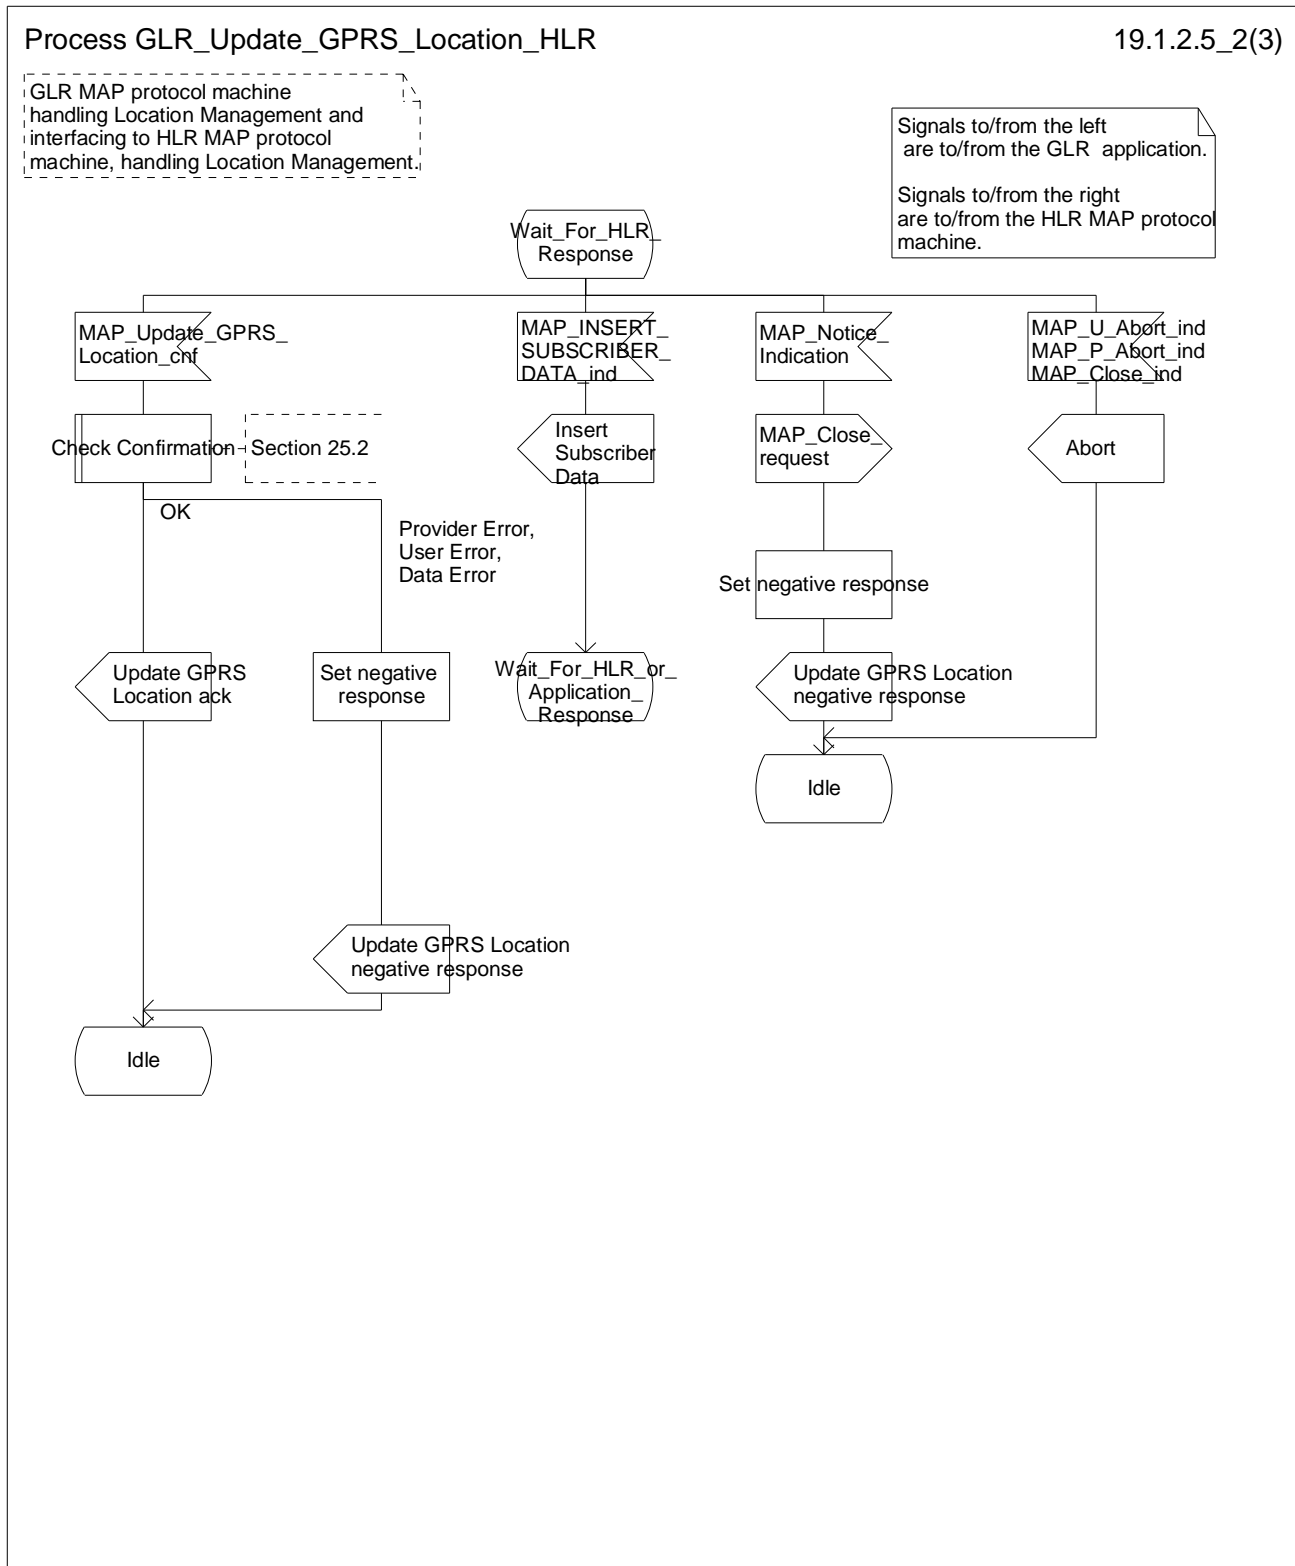 Process GLR_Update_GPRS_Location_HLR
19.1.2.5_2(3)
GLR MAP protocol machine
handling Location Management and
interfacing to HLR MAP protocol
machine, handling Location Management.
Signals to/from the left
are to/from the GLR application.
Signals to/from the right
are to/from the HLR MAP protocol
machine.
Wait_For_HLR_
Response
MAP_Update_GPRS_
Location_cnf
MAP_INSERT_
SUBSCRIBER_
DATA_ind
MAP_Notice_
Indication
MAP_U_Abort_ind
MAP_P_Abort_ind
MAP_Close_ind
Check Confirmation
Section 25.2
Insert
Subscriber
Data
MAP_Close_
request
Abort
OK
Provider Error,
User Error,
Data Error
Set negative response
Update GPRS
Location ack
Set negative
response
Wait_For_HLR_or_
Application_
Response
Update GPRS Location
negative response
Idle
Update GPRS Location
negative response
Idle